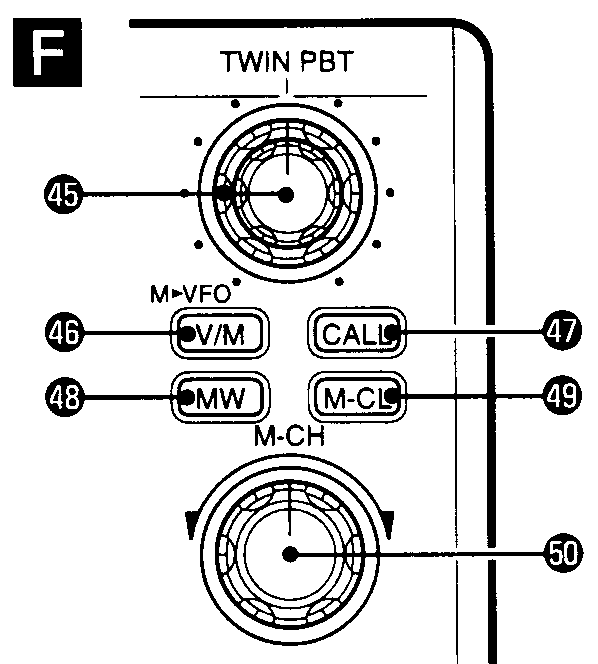 F
TWIN PBT
45
M▸VFO
46 V/M CALL 47
48 MW M-CL 49
M-CH
50